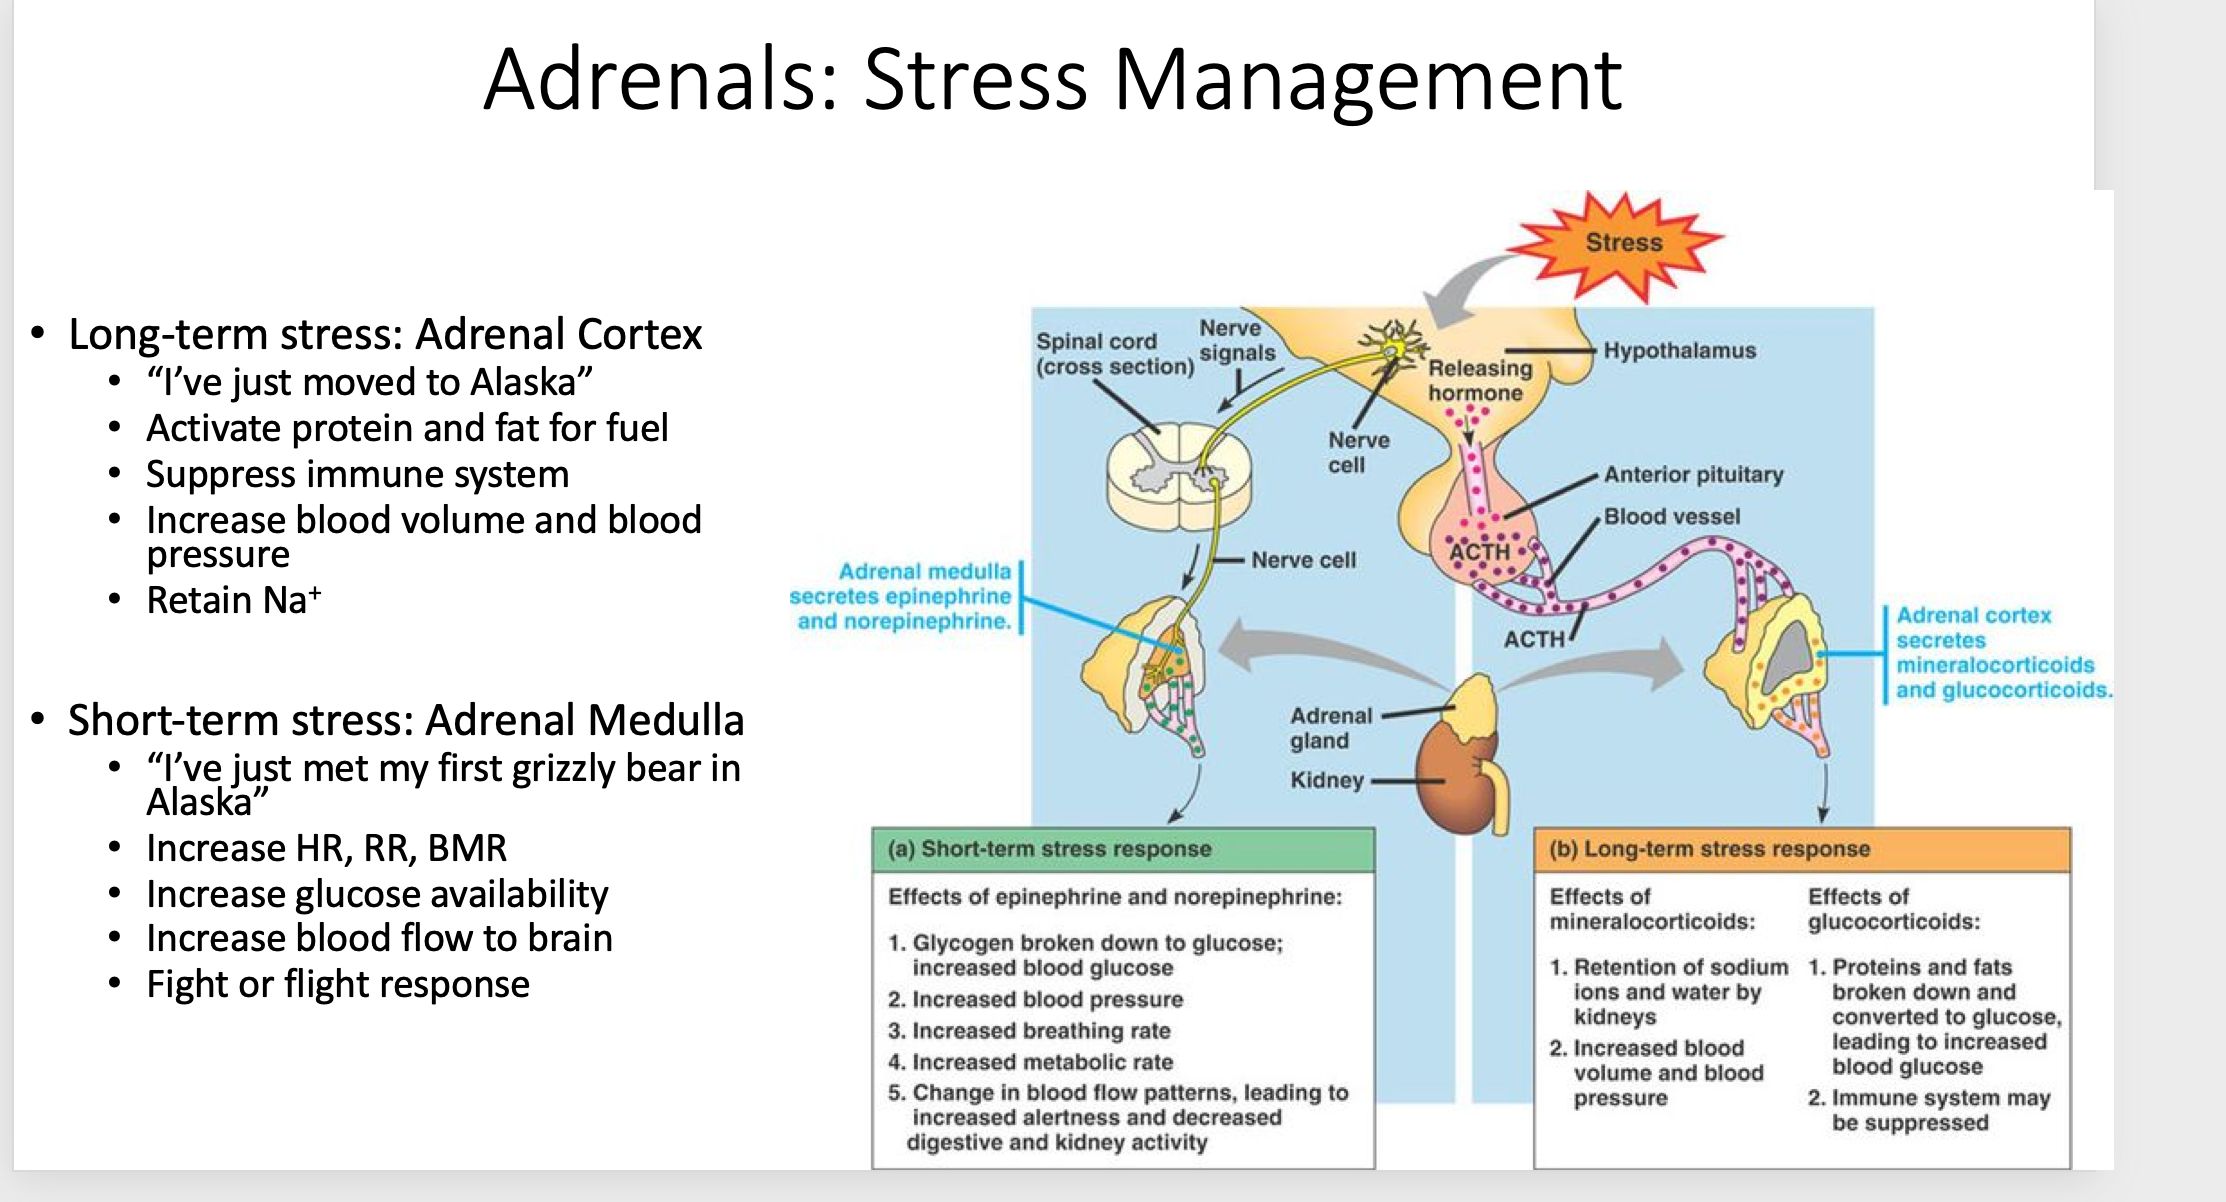 Adrenals: Stress Management
• Long-term stress: Adrenal Cortex
• “I’ve just moved to Alaska”
• Activate protein and fat for fuel
• Suppress immune system
• Increase blood volume and blood
pressure
• Retain Na⁺
• Short-term stress: Adrenal Medulla
• “I’ve just met my first grizzly bear in
Alaska”
• Increase HR, RR, BMR
• Increase glucose availability
• Increase blood flow to brain
• Fight or flight response
Stress
Spinal cord
(cross section)
Nerve
signals
Releasing
hormone
Hypothalamus
Nerve
cell
Anterior pituitary
Blood vessel
ACTH
Nerve cell
Adrenal medulla
secretes epinephrine
and norepinephrine.
ACTH
Adrenal cortex
secretes
mineralocorticoids
and glucocorticoids.
Adrenal
gland
Kidney
(a) Short-term stress response
Effects of epinephrine and norepinephrine:
1. Glycogen broken down to glucose;
increased blood glucose
2. Increased blood pressure
3. Increased breathing rate
4. Increased metabolic rate
5. Change in blood flow patterns, leading to
increased alertness and decreased
digestive and kidney activity
(b) Long-term stress response
Effects of
mineralocorticoids:
1. Retention of sodium
ions and water by
kidneys
2. Increased blood
volume and blood
pressure
Effects of
glucocorticoids:
1. Proteins and fats
broken down and
converted to glucose,
leading to increased
blood glucose
2. Immune system may
be suppressed